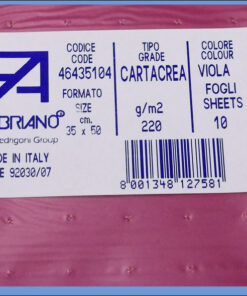 CODICE
CODE
46435104
TIPO
GRADE
CARTACREA
COLORE
COLOUR
VIOLA
FORMATO
SIZE
cm.
35 x 50
g/m2
220
FOGLI
SHEETS
10
BRIANO
edrigoni Group
DE IN ITALY
E 92030/07
8 001348 127581